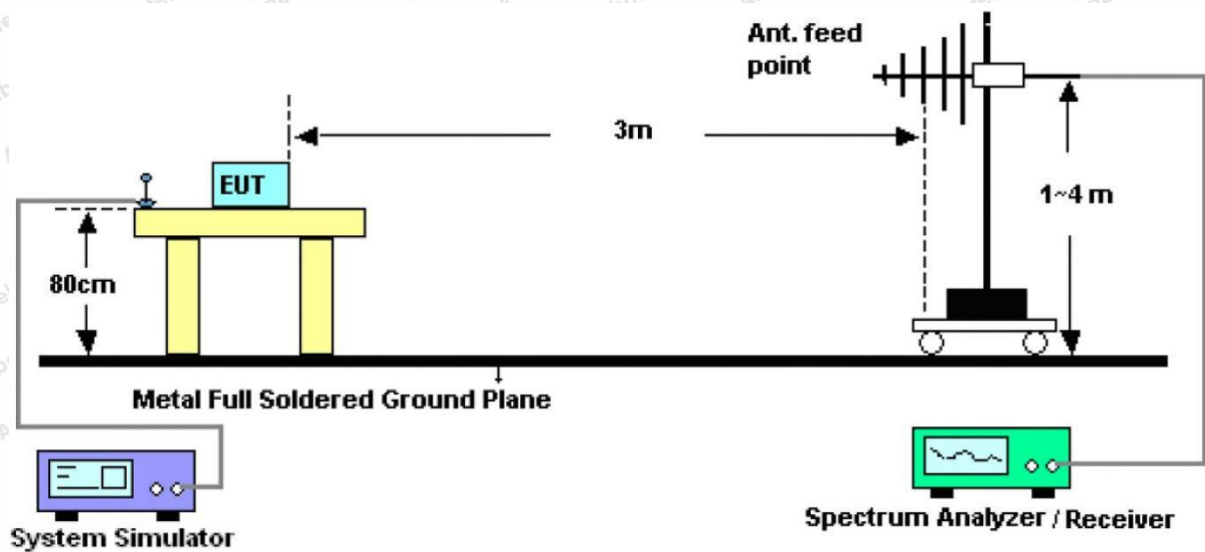 Ant. feed
point
3m
EUT
1~4 m
80cm
Metal Full Soldered Ground Plane
System Simulator
Spectrum Analyzer / Receiver